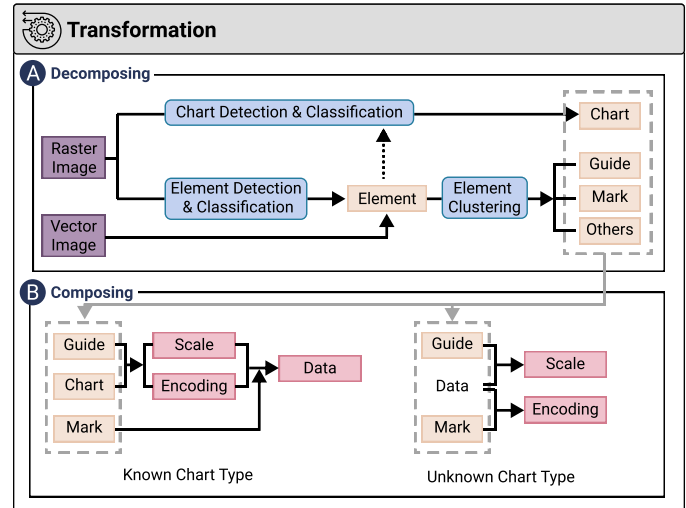 Transformation
A Decomposing
Chart Detection & Classification
Chart
Raster
Image
Guide
Element Detection
& Classification
Element
Element
Clustering
Mark
Vector
Image
Others
B Composing
Guide
Scale
Chart
Encoding
Data
Mark
Known Chart Type
Guide
Scale
Data
Encoding
Mark
Unknown Chart Type